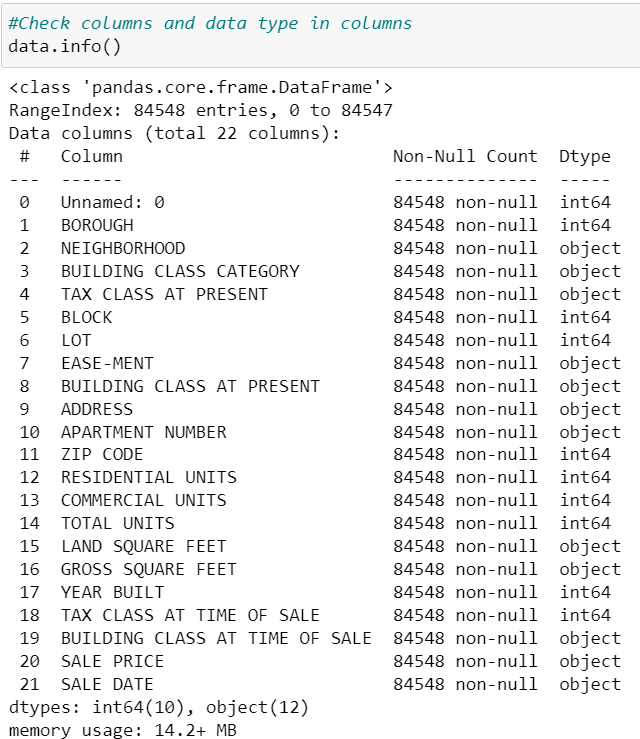 #Check columns and data type in columns
data.info()
<class 'pandas.core.frame.DataFrame'>
RangeIndex: 84548 entries, 0 to 84547
Data columns (total 22 columns):
 #   Column                          Non-Null Count  Dtype
---  ------                          --------------  -----
 0   Unnamed: 0                      84548 non-null  int64
 1   BOROUGH                         84548 non-null  int64
 2   NEIGHBORHOOD                    84548 non-null  object
 3   BUILDING CLASS CATEGORY         84548 non-null  object
 4   TAX CLASS AT PRESENT            84548 non-null  object
 5   BLOCK                           84548 non-null  int64
 6   LOT                             84548 non-null  int64
 7   EASE-MENT                       84548 non-null  object
 8   BUILDING CLASS AT PRESENT       84548 non-null  object
 9   ADDRESS                         84548 non-null  object
 10  APARTMENT NUMBER                84548 non-null  object
 11  ZIP CODE                        84548 non-null  int64
 12  RESIDENTIAL UNITS               84548 non-null  int64
 13  COMMERCIAL UNITS                84548 non-null  int64
 14  TOTAL UNITS                     84548 non-null  int64
 15  LAND SQUARE FEET                84548 non-null  object
 16  GROSS SQUARE FEET               84548 non-null  object
 17  YEAR BUILT                      84548 non-null  int64
 18  TAX CLASS AT TIME OF SALE       84548 non-null  int64
 19  BUILDING CLASS AT TIME OF SALE  84548 non-null  object
 20  SALE PRICE                      84548 non-null  object
 21  SALE DATE                       84548 non-null  object
dtypes: int64(10), object(12)
memory usage: 14.2+ MB